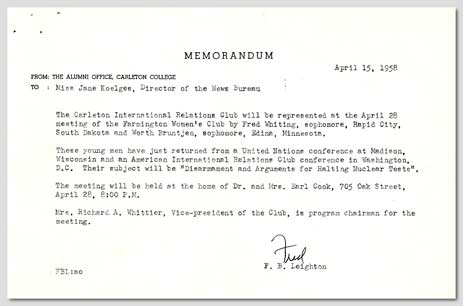 MEMORANDUM
April 15, 1958
FROM: THE ALUMNI OFFICE, CARLETON COLLEGE
TO : Miss Jane Koelges, Director of the News Bureau
The Carleton International Relations Club will be represented at the April 28
meeting of the Farmington Women's Club by Fred Whiting, sophomore, Rapid City,
South Dakota and Worth Bruntjen, sophomore, Edina, Minnesota.
These young men have just returned from a United Nations conference at Madison,
Wisconsin and an American International Relations Club conference in Washington,
D.C. Their subject will be "Disarmament and Arguments for Halting Nuclear Tests".
The meeting will be held at the home of Dr. and Mrs. Earl Cook, 705 Oak Street,
April 28, 8:00 P.M.
Mrs. Richard A. Whittier, Vice-president of the Club, is program chairman for the
meeting.
Fred
F. B. Leighton
FBL:mo